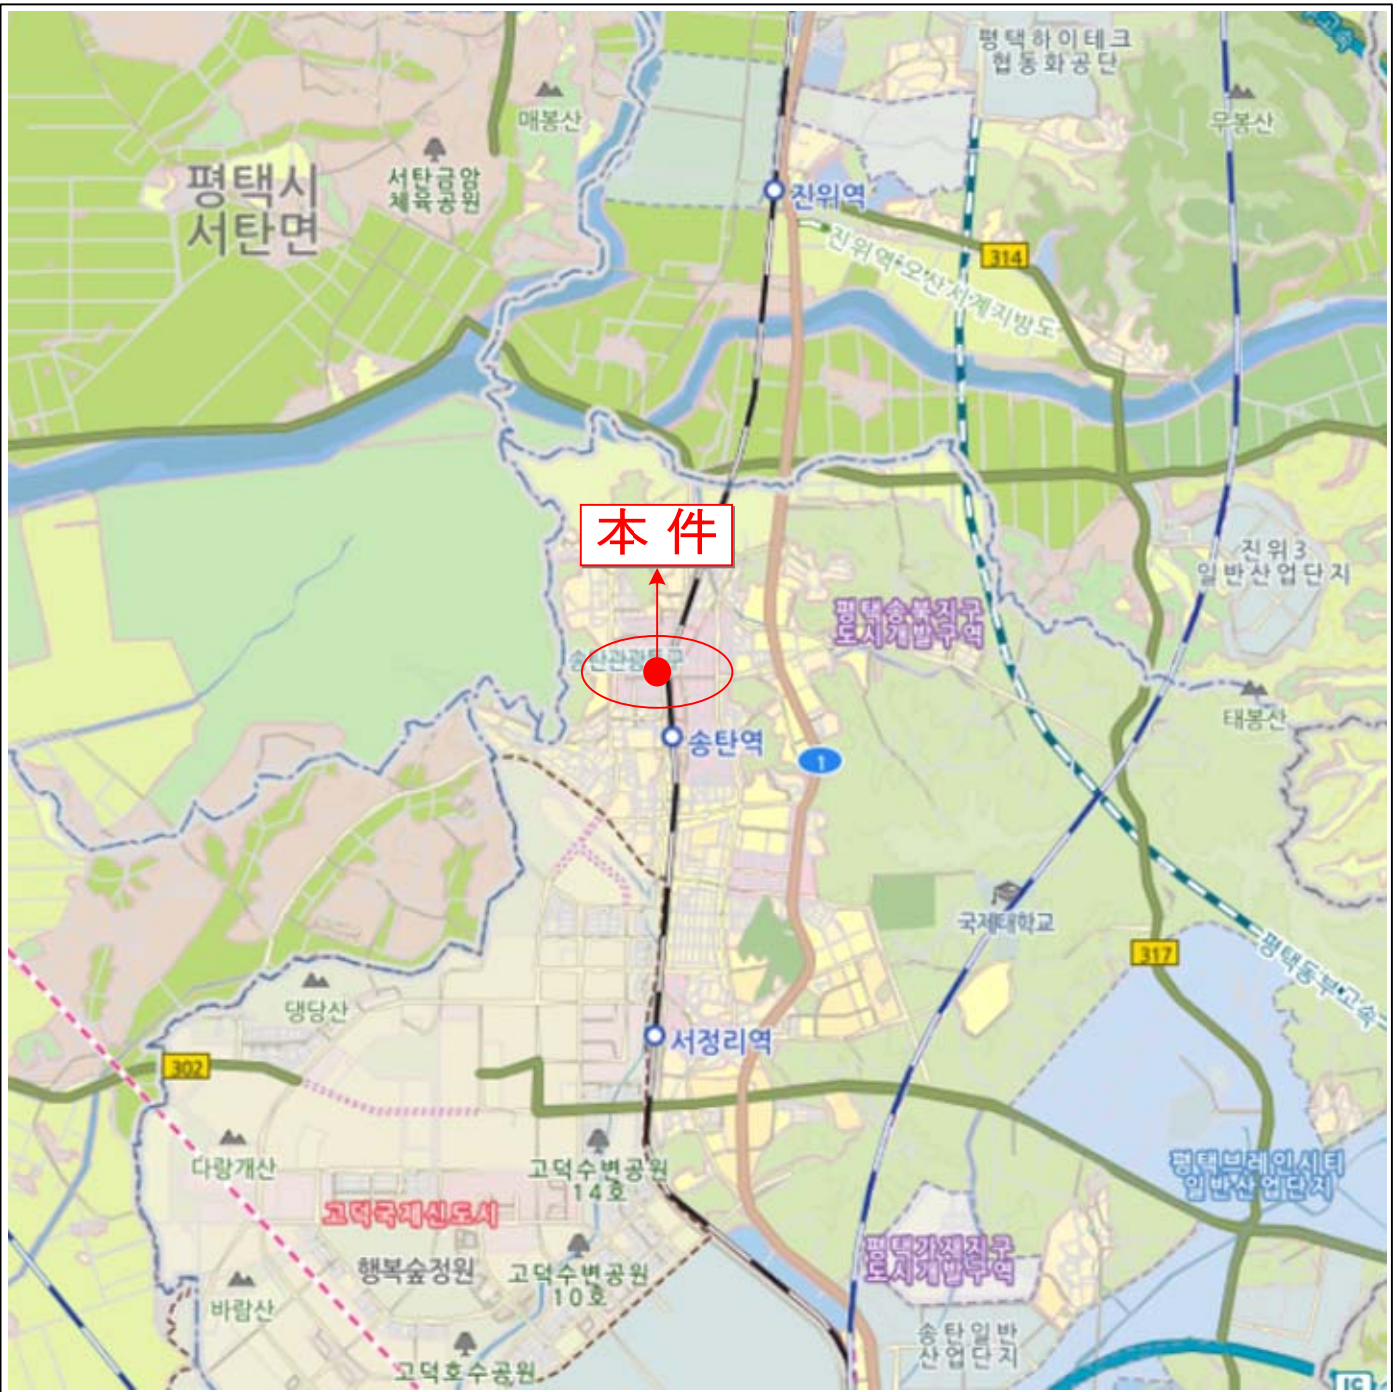 평택하이테크
협동화공단
매봉산
무봉산
평택시
서탄면
서탄금암
체육공원
진위역
314
진위역~오산시계지방도
本 件
진위3
일반산업단지
평택송북지구
도시개발구역
송탄관광특구
태봉산
송탄역
1
국제대학교
317
평택동부고속
댕당산
서정리역
302
다랑개산
고덕수변공원
14호
평택브레인시티
일반산업단지
고덕국제신도시
평택가재지구
도시개발구역
행복숲정원
고덕수변공원
10호
바람산
송탄일반
산업단지
고덕호수공원
IC